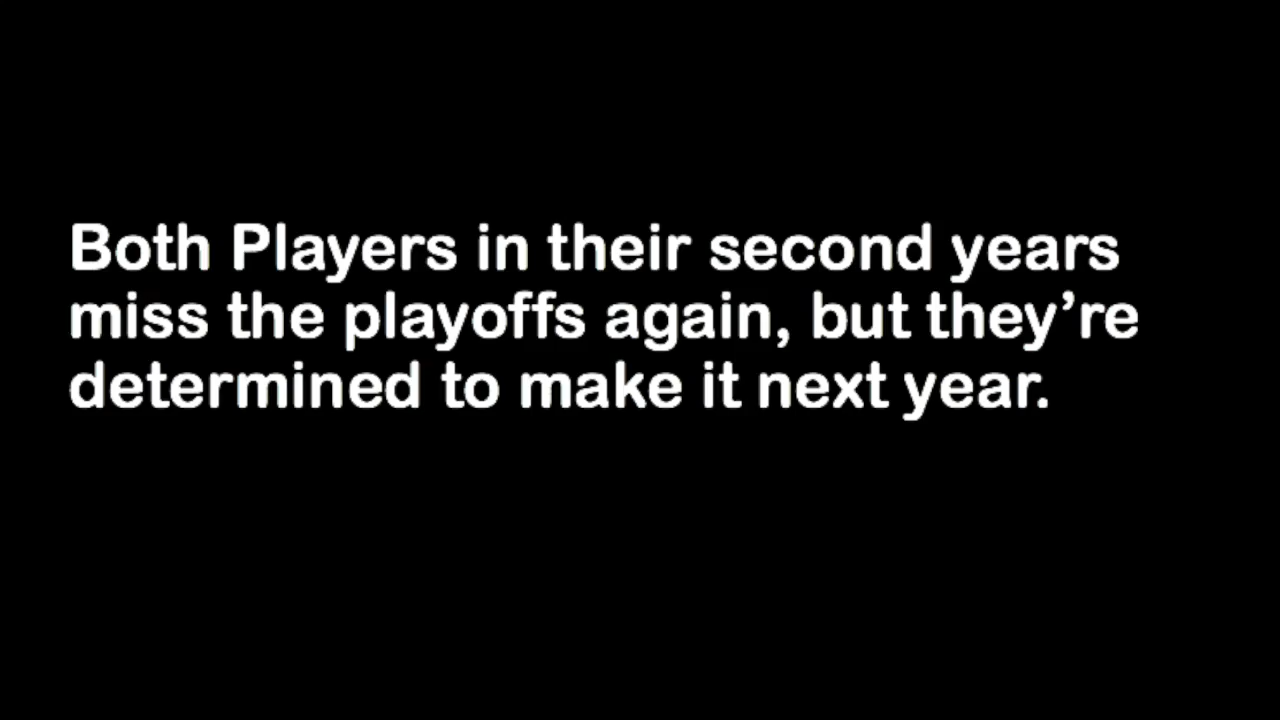 Both Players in their second years
miss the playoffs again, but they’re
determined to make it next year.